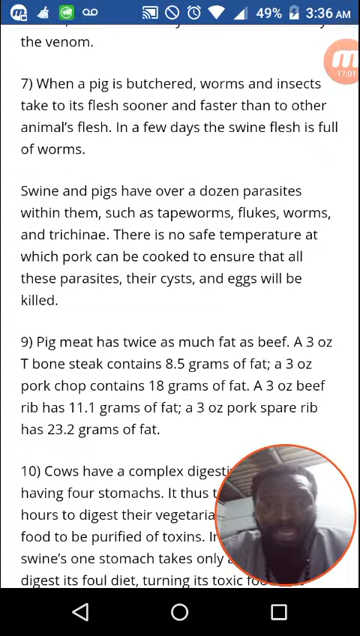 49% 3:36 AM
the venom.
17:01
7) When a pig is butchered, worms and insects
take to its flesh sooner and faster than to other
animal's flesh. In a few days the swine flesh is full
of worms.
Swine and pigs have over a dozen parasites
within them, such as tapeworms, flukes, worms,
and trichinae. There is no safe temperature at
which pork can be cooked to ensure that all
these parasites, their cysts, and eggs will be
killed.
9) Pig meat has twice as much fat as beef. A 3 oz
T bone steak contains 8.5 grams of fat; a 3 oz
pork chop contains 18 grams of fat. A 3 oz beef
rib has 11.1 grams of fat; a 3 oz pork spare rib
has 23.2 grams of fat.
10) Cows have a complex
having four stomachs. It thus
hours to digest their
food to be purified of toxins.
swine's one stomach takes only
digest its foul diet, turning its toxic